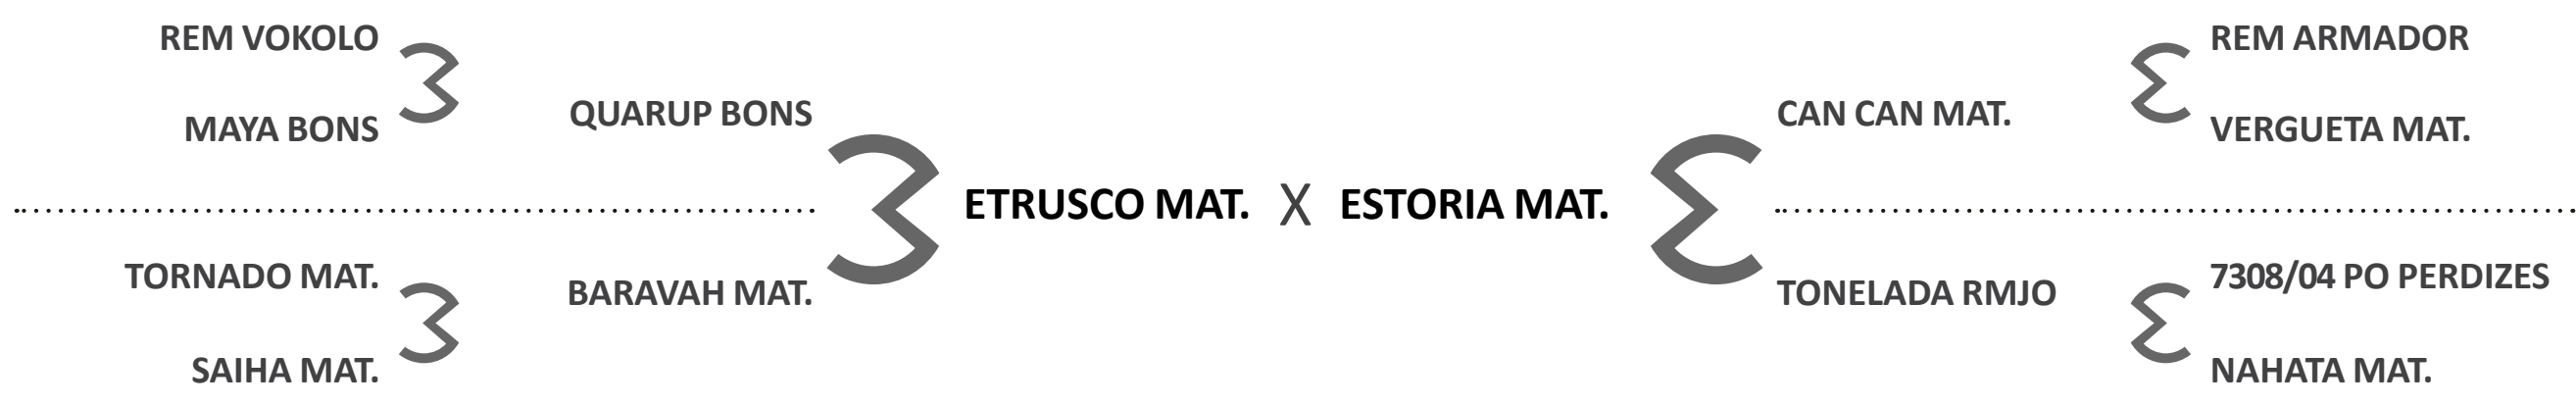 REM VOKOLO
MAYA BONS
QUARUP BONS
TORNADO MAT.
SAIHA MAT.
BARAVAH MAT.
ETRUSCO MAT. X ESTORIA MAT.
CAN CAN MAT.
REM ARMADOR
VERGUETA MAT.
TONELADA RMJO
7308/04 PO PERDIZES
NAHATA MAT.